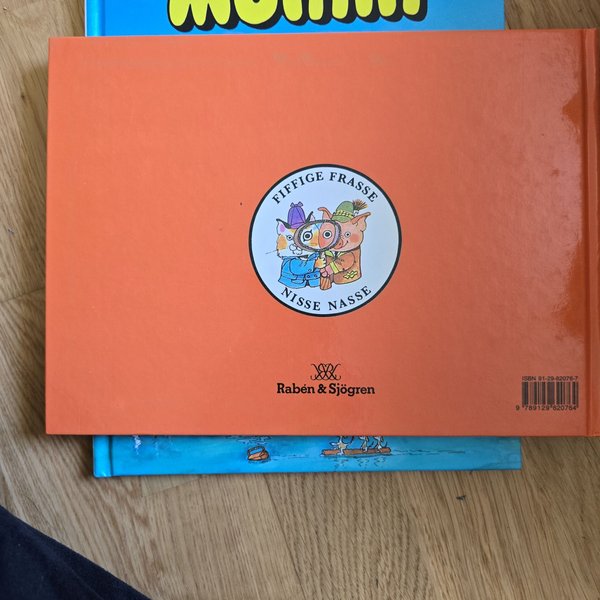 FIFFIGE FRASSE
NISSE NASSE
Rabén & Sjögren
ISBN 91-29-62076-7
9 789129 620764